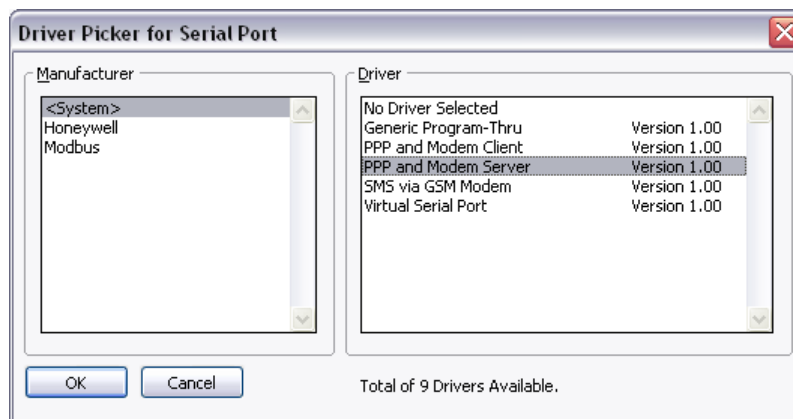 Driver Picker for Serial Port
Manufacturer
<System>
Honeywell
Modbus
Driver
No Driver Selected
Generic Program-Thru Version 1.00
PPP and Modem Client Version 1.00
PPP and Modem Server Version 1.00
SMS via GSM Modem Version 1.00
Virtual Serial Port Version 1.00
OK Cancel Total of 9 Drivers Available.